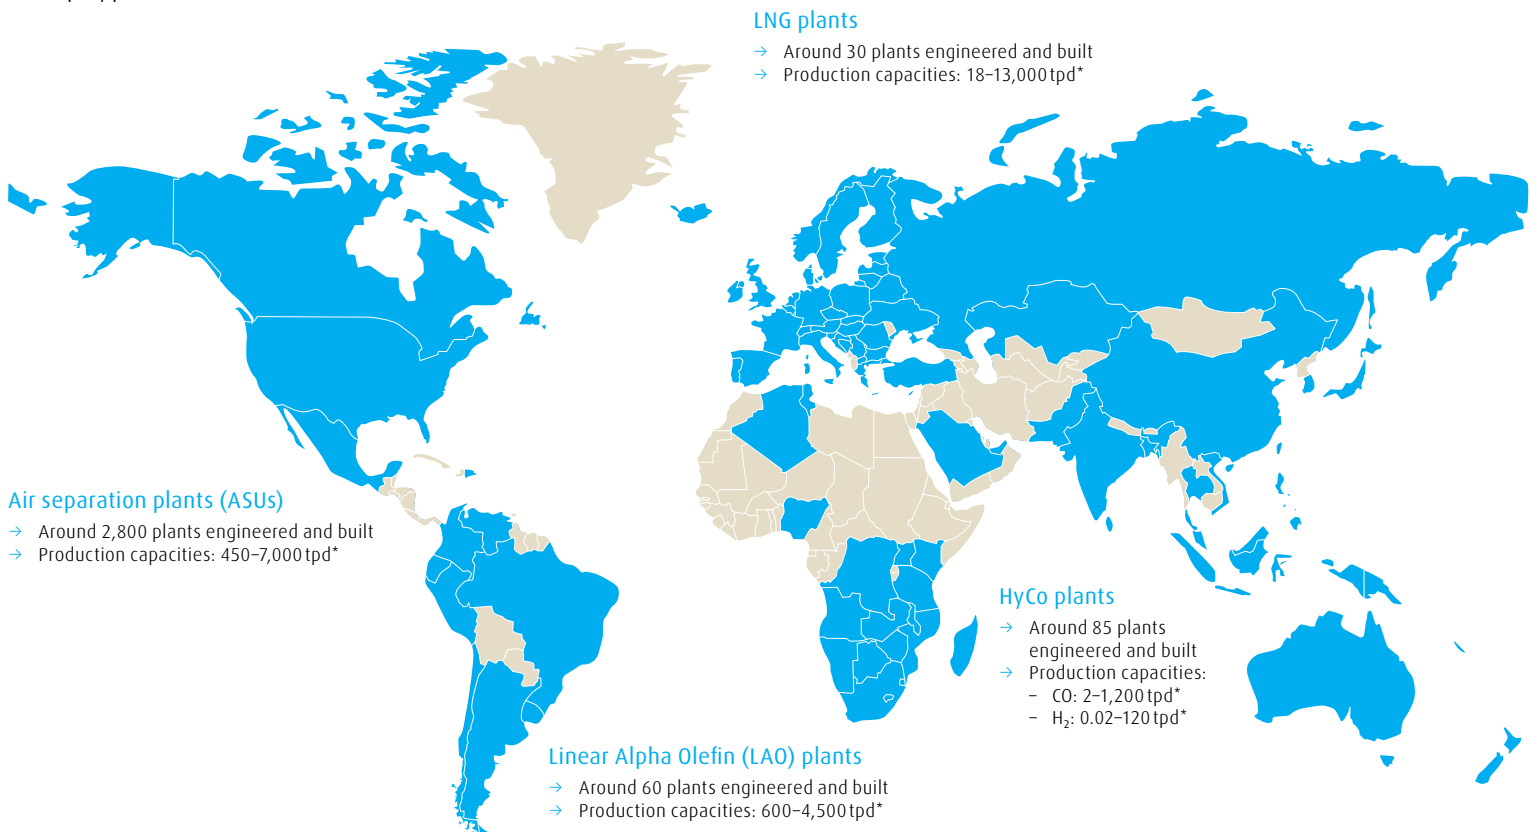 LNG plants
→ Around 30 plants engineered and built
→ Production capacities: 18–13,000 tpd*
Air separation plants (ASUs)
→ Around 2,800 plants engineered and built
→ Production capacities: 450–7,000 tpd*
HyCo plants
→ Around 85 plants
engineered and built
→ Production capacities:
– CO: 2–1,200 tpd*
– H₂: 0.02–120 tpd*
Linear Alpha Olefin (LAO) plants
→ Around 60 plants engineered and built
→ Production capacities: 600–4,500 tpd*